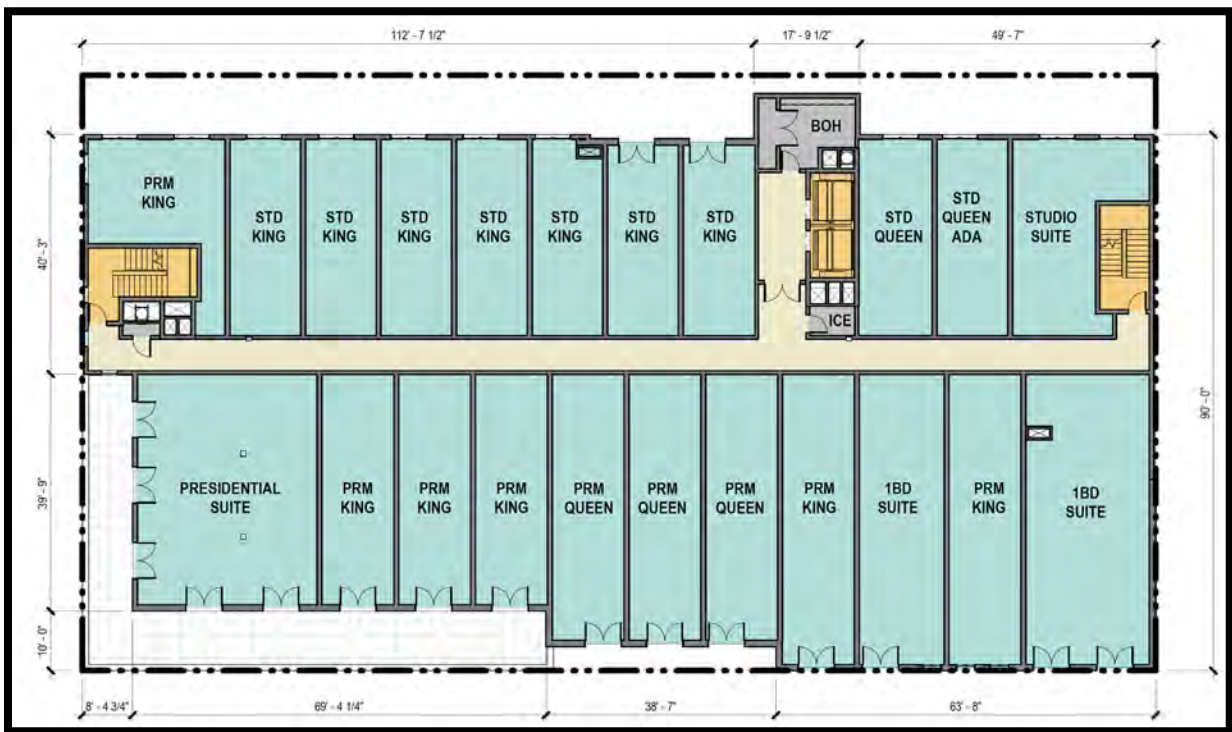 112' - 7 1/2"
17' - 9 1/2"
49' - 7"
BOH
PRM
KING
STD
KING
STD
KING
STD
KING
STD
KING
STD
KING
STD
KING
STD
KING
STD
QUEEN
STD
QUEEN
ADA
STUDIO
SUITE
40' - 3"
ICE
90' - 0"
39' - 9"
PRESIDENTIAL
SUITE
PRM
KING
PRM
KING
PRM
KING
PRM
QUEEN
PRM
QUEEN
PRM
QUEEN
PRM
KING
1BD
SUITE
PRM
KING
1BD
SUITE
10' - 0"
8' - 4 3/4"
69' - 4 1/4"
38' - 7"
63' - 8"